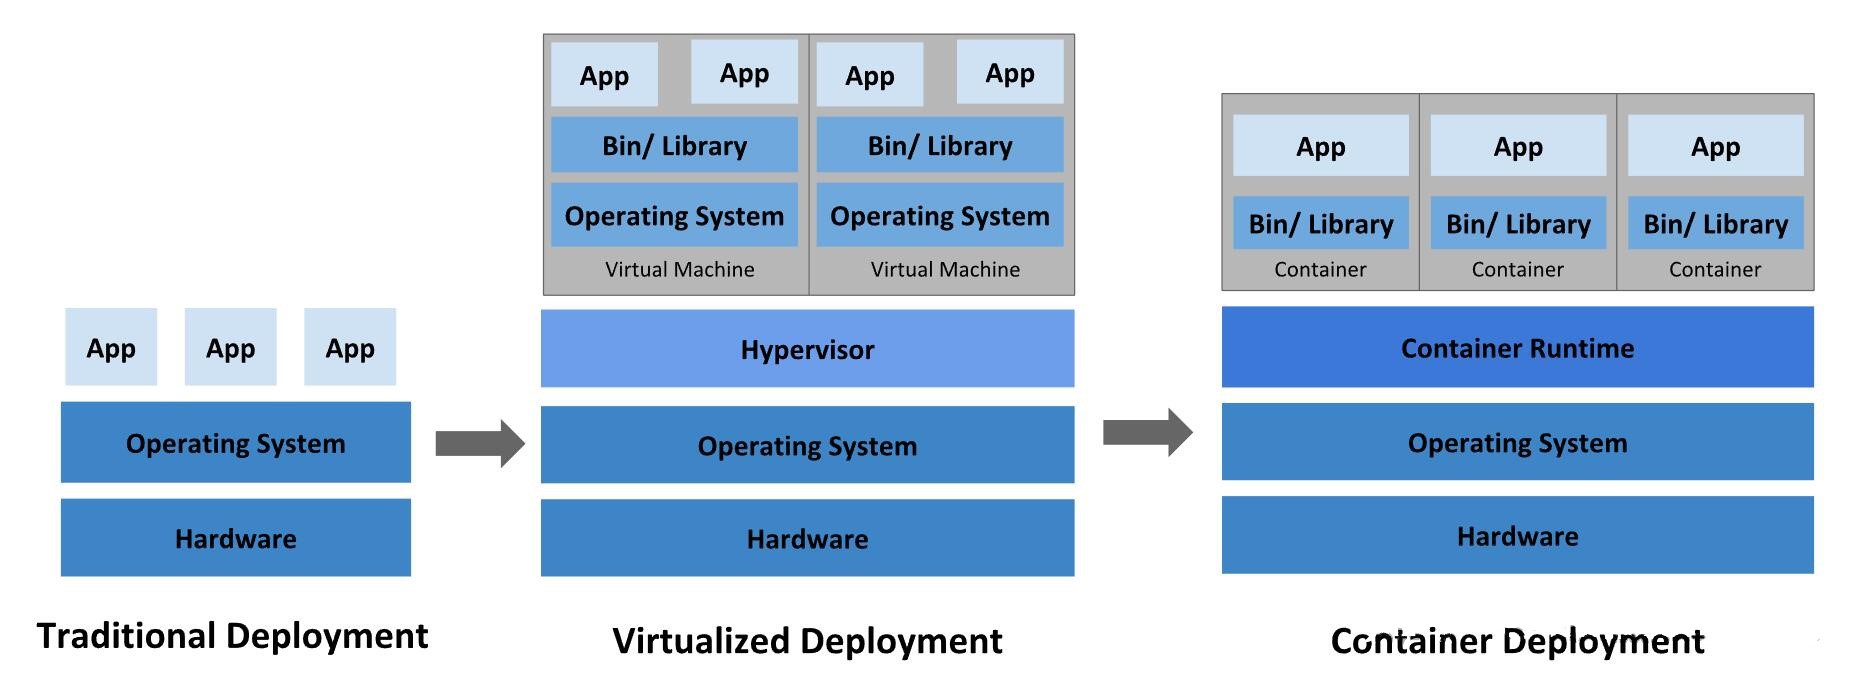 App
App
App
Operating System
Hardware
Traditional Deployment
App
App
App
App
Bin/ Library
Bin/ Library
Operating System
Operating System
Virtual Machine
Virtual Machine
Hypervisor
Operating System
Hardware
Virtualized Deployment
App
App
App
Bin/ Library
Bin/ Library
Bin/ Library
Container
Container
Container
Container Runtime
Operating System
Hardware
Container Deployment